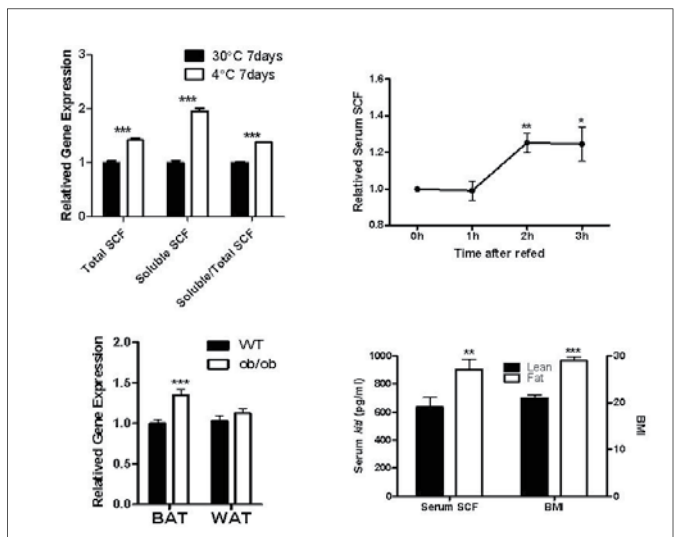 Relatived Gene Expression
3
2
1
0
30°C 7days
4°C 7days
***
***
***
Total SCF
Soluble SCF
Soluble/Total SCF
Relatived Serum SCF
1.6
1.4
1.2
1.0
0.8
**
*
0h 1h 2h 3h
Time after refed
Relatived Gene Expression
2.0
1.5
1.0
0.5
0.0
WT
ob/ob
***
BAT WAT
Serum (pg/ml)
1000
800
600
400
200
0
Lean
Fat
**
***
30
20
10
0
BMI
Serum SCF BMI